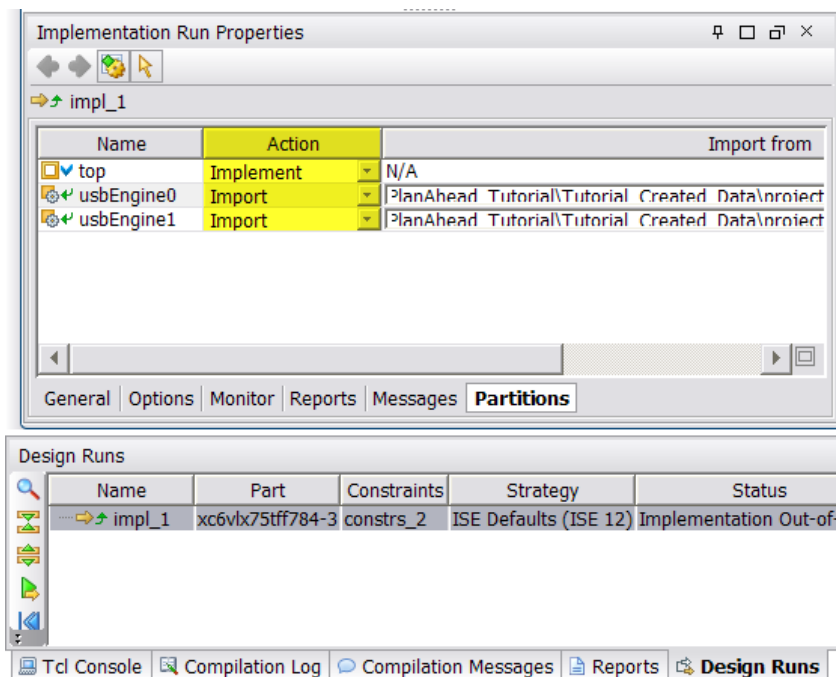 Implementation Run Properties
impl_1
Name Action Import from
top Implement N/A
usbEngine0 Import PlanAhead_Tutorial\Tutorial_Created_Data\project
usbEngine1 Import PlanAhead_Tutorial\Tutorial_Created_Data\project
General Options Monitor Reports Messages Partitions
Design Runs
Name Part Constraints Strategy Status
impl_1 xc6vlx75tff784-3 constrs_2 ISE Defaults (ISE 12) Implementation Out-of-
Tcl Console Compilation Log Compilation Messages Reports Design Runs